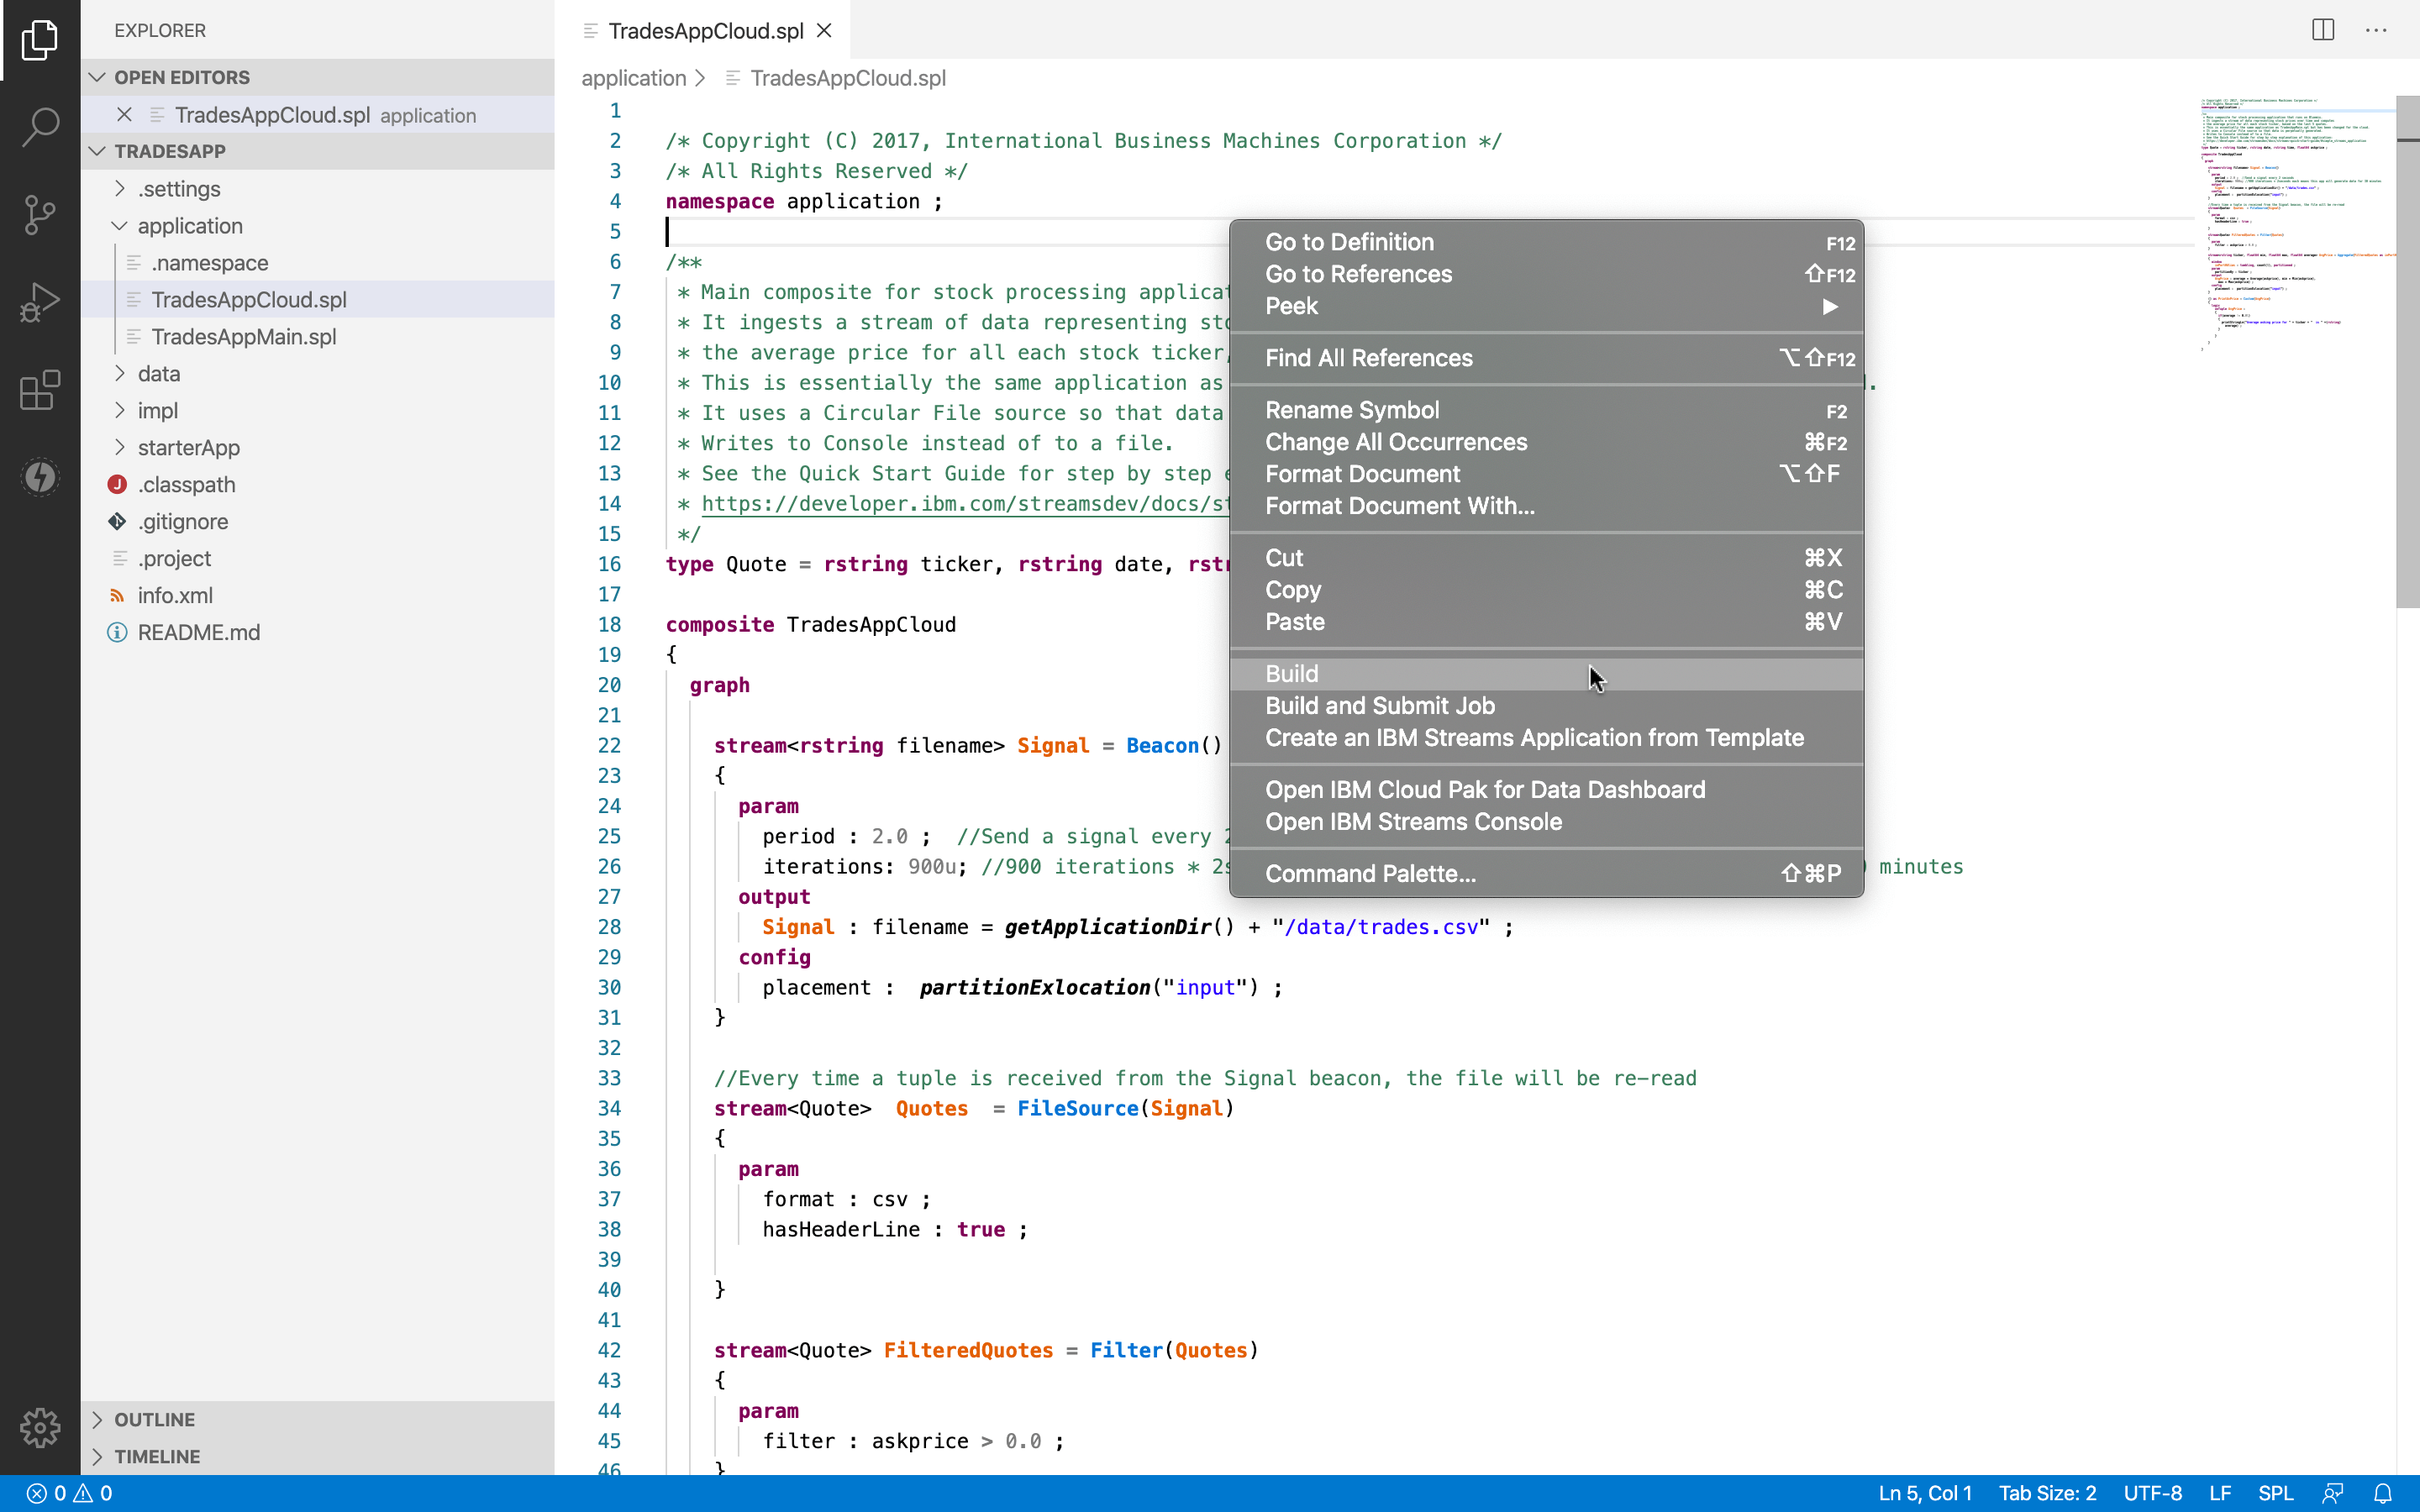 EXPLORER
OPEN EDITORS
TradesAppCloud.spl application
TRADESAPP
.settings
application
.namespace
TradesAppCloud.spl
TradesAppMain.spl
data
impl
starterApp
.classpath
.gitignore
.project
info.xml
README.md
OUTLINE
TIMELINE
TradesAppCloud.spl
application > TradesAppCloud.spl
1
2 /* Copyright (C) 2017, International Business Machines Corporation */
3 /* All Rights Reserved */
4 namespace application ;
5
6 /**
7 * Main composite for stock processing applicat
8 * It ingests a stream of data representing sto
9 * the average price for all each stock ticker,
10 * This is essentially the same application as
11 * It uses a Circular File source so that data
12 * Writes to Console instead of to a file.
13 * See the Quick Start Guide for step by step e
14 * https://developer.ibm.com/streamsdev/docs/st
15 */
16 type Quote = rstring ticker, rstring date, rstr
17
18 composite TradesAppCloud
19 {
20 graph
21
22 stream<rstring filename> Signal = Beacon()
23 {
24 param
25 period : 2.0 ; //Send a signal every 2
26 iterations: 900u; //900 iterations * 2s minutes
27 output
28 Signal : filename = getApplicationDir() + "/data/trades.csv" ;
29 config
30 placement : partitionExlocation("input") ;
31 }
32
33 //Every time a tuple is received from the Signal beacon, the file will be re-read
34 stream<Quote> Quotes = FileSource(Signal)
35 {
36 param
37 format : csv ;
38 hasHeaderLine : true ;
39
40 }
41
42 stream<Quote> FilteredQuotes = Filter(Quotes)
43 {
44 param
45 filter : askprice > 0.0 ;
46 }
Go to Definition F12
Go to References ⇧F12
Peek ▶
Find All References ⌥⇧F12
Rename Symbol F2
Change All Occurrences ⌘F2
Format Document ⌥⇧F
Format Document With...
Cut ⌘X
Copy ⌘C
Paste ⌘V
Build
Build and Submit Job
Create an IBM Streams Application from Template
Open IBM Cloud Pak for Data Dashboard
Open IBM Streams Console
Command Palette... ⇧⌘P
0 0
Ln 5, Col 1 Tab Size: 2 UTF-8 LF SPL